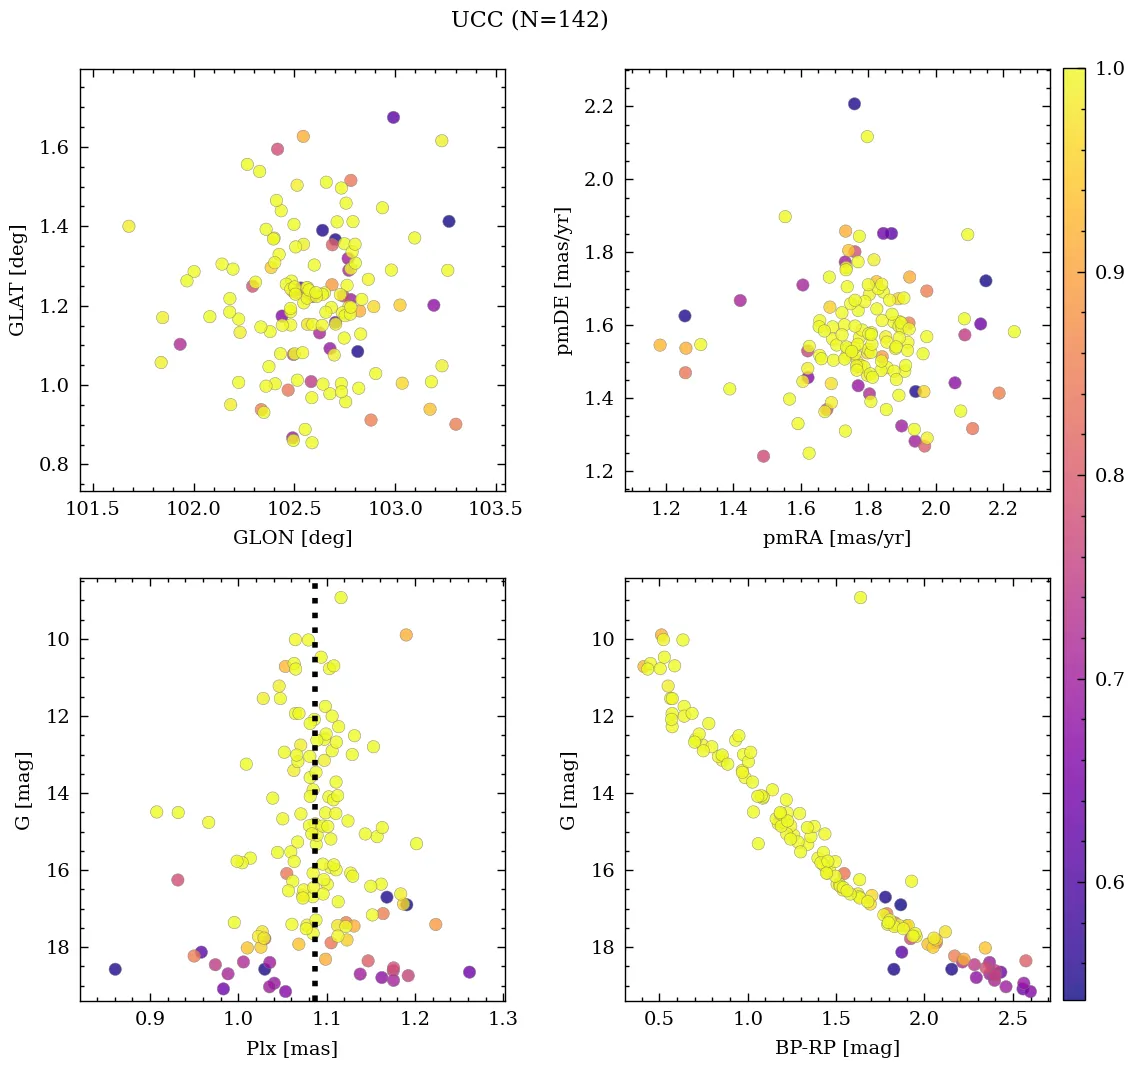 UCC (N=142)
GLAT [deg]
1.6
1.4
1.2
1.0
0.8
101.5 102.0 102.5 103.0 103.5
GLON [deg]
pmDE [mas/yr]
2.2
2.0
1.8
1.6
1.4
1.2
1.2 1.4 1.6 1.8 2.0 2.2
pmRA [mas/yr]
1.0
0.9
0.8
0.7
0.6
G [mag]
10
12
14
16
18
0.9 1.0 1.1 1.2 1.3
Plx [mas]
G [mag]
10
12
14
16
18
0.5 1.0 1.5 2.0 2.5
BP-RP [mag]